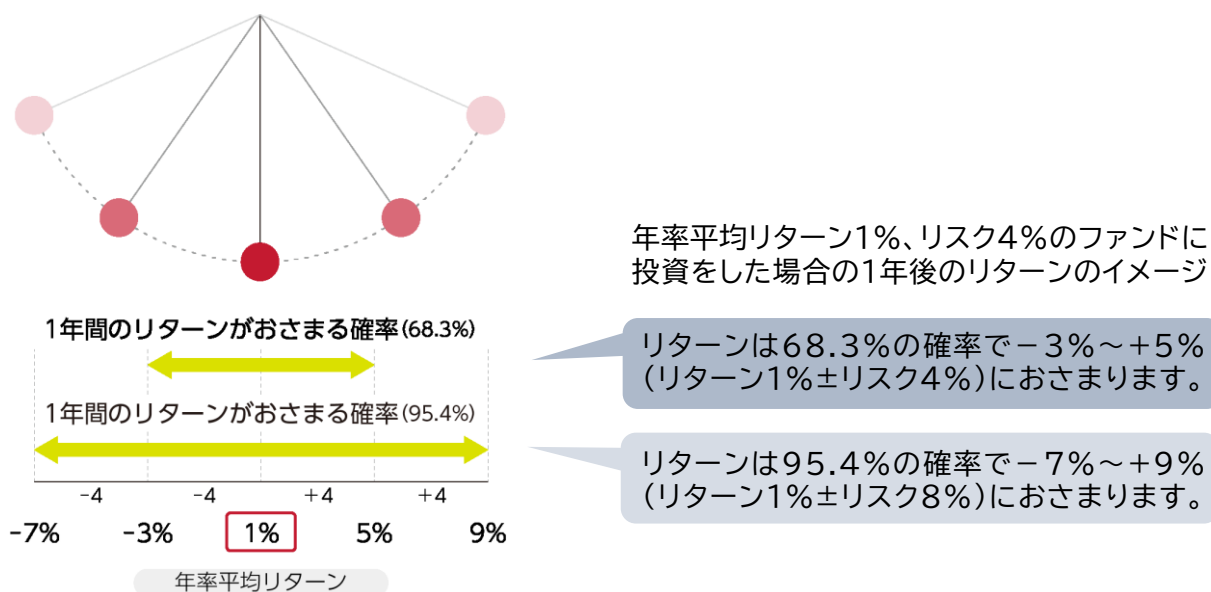 年率平均リターン1％、リスク4％のファンドに
投資をした場合の1年後のリターンのイメージ
1年間のリターンがおさまる確率(68.3%)
リターンは68.3％の確率で－3％～＋5％
（リターン1％±リスク4％）におさまります。
1年間のリターンがおさまる確率(95.4%)
リターンは95.4％の確率で－7％～＋9％
（リターン1％±リスク8％）におさまります。
-4 -4 +4 +4
-7% -3% 1% 5% 9%
年率平均リターン